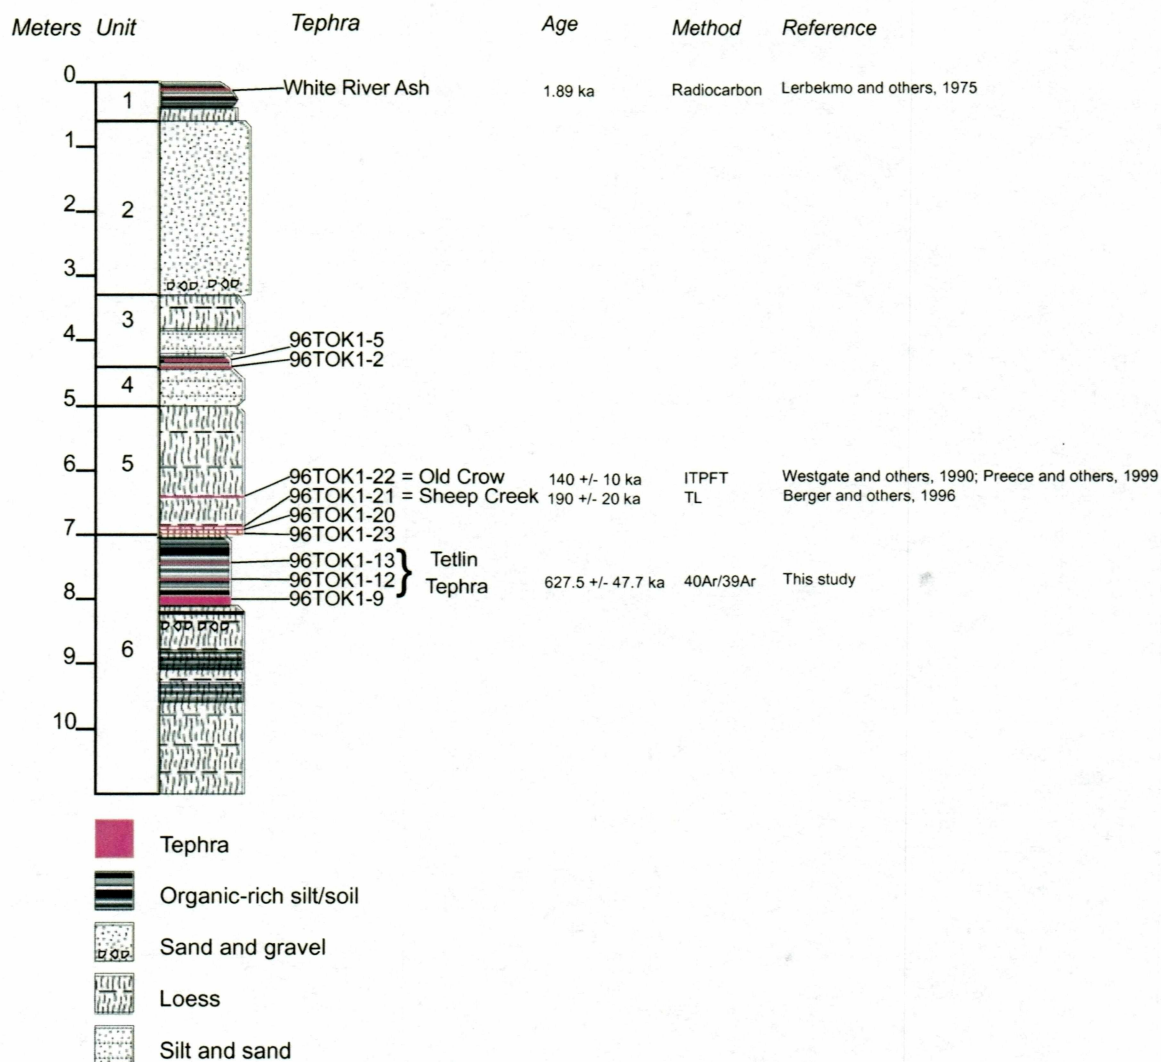 Meters Unit Tephra Age Method Reference
0
1 White River Ash 1.89 ka Radiocarbon Lerbekmo and others, 1975
1
2 2
3
3
4 96TOK1-5
96TOK1-2
4
5
6 5 96TOK1-22 = Old Crow 140 +/- 10 ka ITPFT Westgate and others, 1990; Preece and others, 1999
96TOK1-21 = Sheep Creek 190 +/- 20 ka TL Berger and others, 1996
96TOK1-20
7 96TOK1-23
96TOK1-13 } Tetlin
96TOK1-12 Tephra 627.5 +/- 47.7 ka 40Ar/39Ar This study
8 96TOK1-9
9 6
10
Tephra
Organic-rich silt/soil
Sand and gravel
Loess
Silt and sand